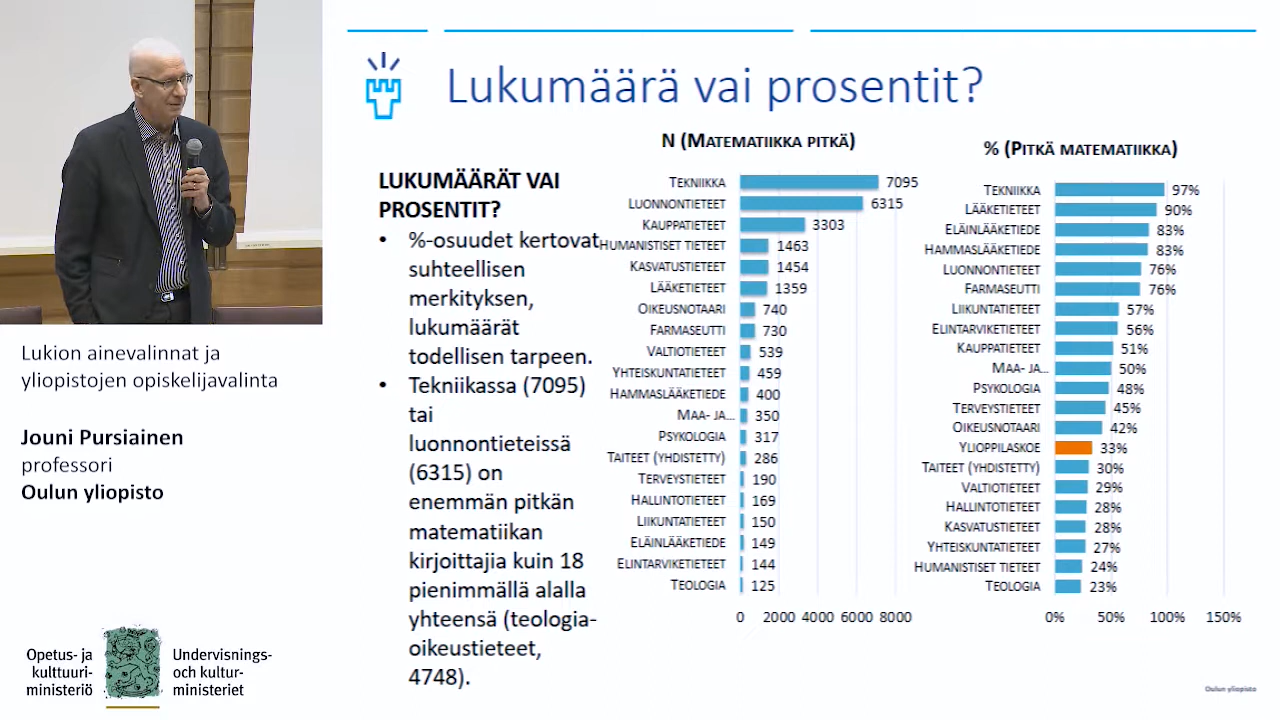 Lukumäärä vai prosentit?
LUKUMÄÄRÄT VAI
PROSENTIT?
• %-osuudet kertovat
suhteellisen
merkityksen,
lukumäärät
todellisen tarpeen.
• Tekniikassa (7095)
tai
luonnontieteissä
(6315) on
enemmän pitkän
matematiikan
kirjoittajia kuin 18
pienimmällä alalla
yhteensä (teologia-
oikeustieteet,
4748).
N (MATEMATIIKKA PITKÄ)
TEKNIIKKA 7095
LUONNONTIETEET 6315
KAUPPATIETEET 3303
HUMANISTISET TIETEET 1463
KASVATUSTIETEET 1454
LÄÄKETIETEET 1359
OIKEUSNOTAARI 740
FARMASEUTTI 730
VALTIOTIETEET 539
YHTEISKUNTATIETEET 459
HAMMASLÄÄKETIEDE 400
MAA- JA... 350
PSYKOLOGIA 317
TAITEET (YHDISTETTY) 286
TERVEYSTIETEET 190
HALLINTOTIETEET 169
LIIKUNTATIETEET 150
ELÄINLÄÄKETIEDE 149
ELINTARVIKETIETEET 144
TEOLOGIA 125
0 2000 4000 6000 8000
% (PITKÄ MATEMATIIKKA)
TEKNIIKKA 97%
LÄÄKETIETEET 90%
ELÄINLÄÄKETIEDE 83%
HAMMASLÄÄKETIEDE 83%
LUONNONTIETEET 76%
FARMASEUTTI 76%
LIIKUNTATIETEET 57%
ELINTARVIKETIETEET 56%
KAUPPATIETEET 51%
MAA- JA... 50%
PSYKOLOGIA 48%
TERVEYSTIETEET 45%
OIKEUSNOTAARI 42%
YLIOPPILASKOE 33%
TAITEET (YHDISTETTY) 30%
VALTIOTIETEET 29%
HALLINTOTIETEET 28%
KASVATUSTIETEET 28%
YHTEISKUNTATIETEET 27%
HUMANISTISET TIETEET 24%
TEOLOGIA 23%
0% 50% 100% 150%
Oulun yliopisto
Lukion ainevalinnat ja
yliopistojen opiskelijavalinta
Jouni Pursiainen
professori
Oulun yliopisto
Opetus- ja
kulttuuri-
ministeriö
Undervisnings-
och kultur-
ministeriet